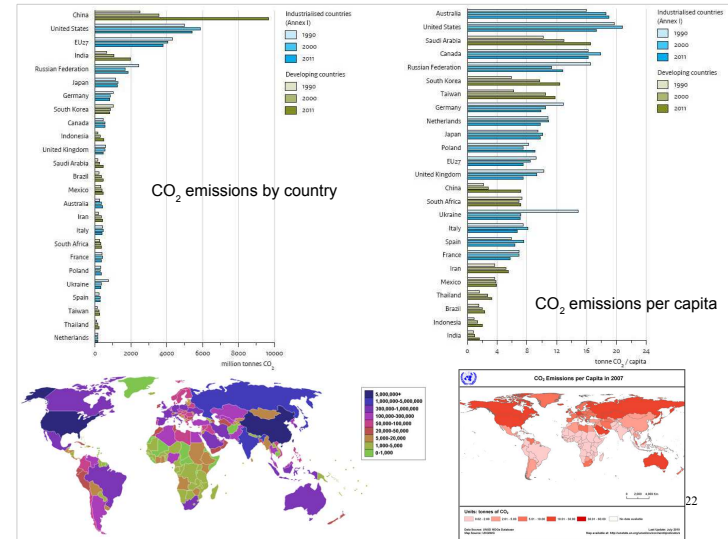 China
United States
EU27
India
Russian Federation
Japan
Germany
South Korea
Canada
Indonesia
United Kingdom
Saudi Arabia
Brazil
Mexico
Australia
Iran
Italy
South Africa
France
Poland
Ukraine
Spain
Taiwan
Thailand
Netherlands
0 2000 4000 6000 8000 10000
million tonnes CO2
Industrialised countries
(Annex I)
1990
2000
2011
Developing countries
1990
2000
2011
CO2 emissions by country
Australia
United States
Saudi Arabia
Canada
Russian Federation
South Korea
Taiwan
Germany
Netherlands
Japan
Poland
EU27
United Kingdom
China
South Africa
Ukraine
Italy
Spain
France
Iran
Mexico
Thailand
Brazil
Indonesia
India
0 4 8 12 16 20 24
tonne CO2 / capita
Industrialised countries
(Annex I)
1990
2000
2011
Developing countries
1990
2000
2011
CO2 emissions per capita
5,000,000+
1,000,000-5,000,000
300,000-1,000,000
100,000-300,000
50,000-100,000
20,000-50,000
5,000-20,000
1,000-5,000
0-1,000
CO2 Emissions per Capita in 2007
22
Units: tonnes of CO2